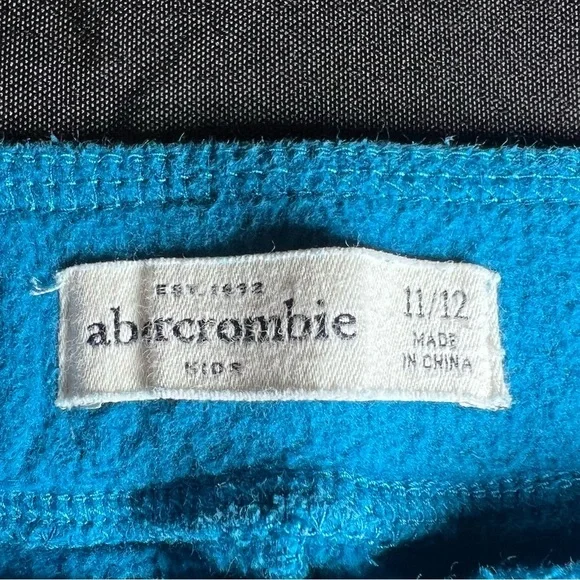 EST. 1892
abercrombie
KIDS
11/12
MADE
IN CHINA